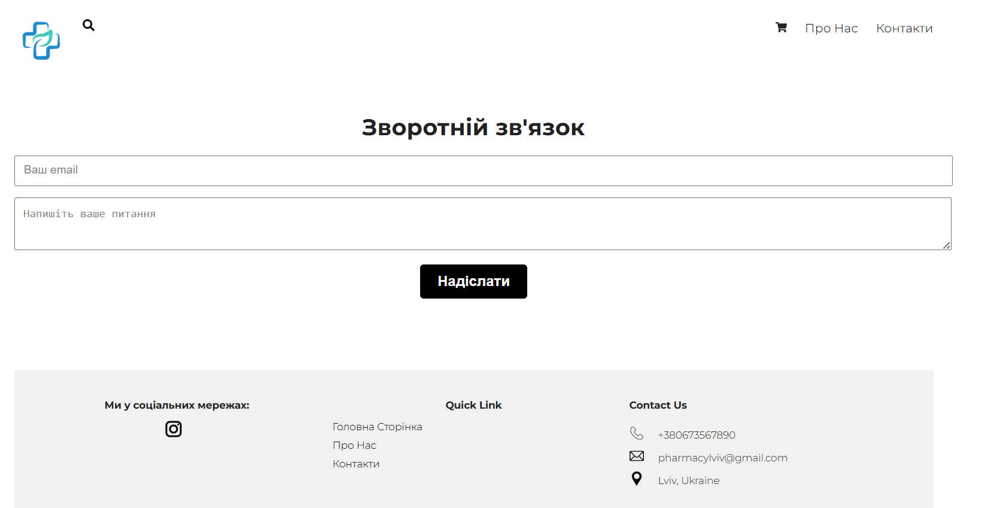 Про Нас
Контакти
Зворотній зв'язок
Ваш email
Напишіть ваше питання
Надіслати
Ми у соціальних мережах:
Quick Link
Головна Сторінка
Про Нас
Контакти
Contact Us
+380673567890
pharmacylviv@gmail.com
Lviv, Ukraine